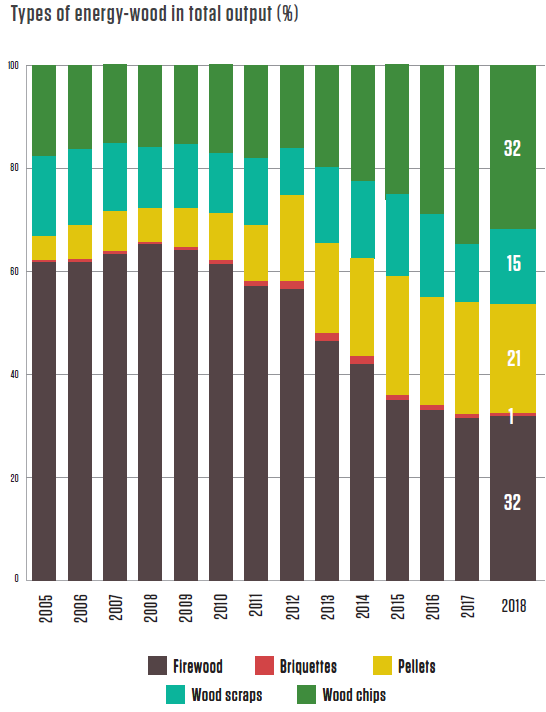 Types of energy-wood in total output (%)
100
80
60
40
20
0
32
15
21
1
32
2005 2006 2007 2008 2009 2010 2011 2012 2013 2014 2015 2016 2017 2018
Firewood Briquettes Pellets
Wood scraps Wood chips